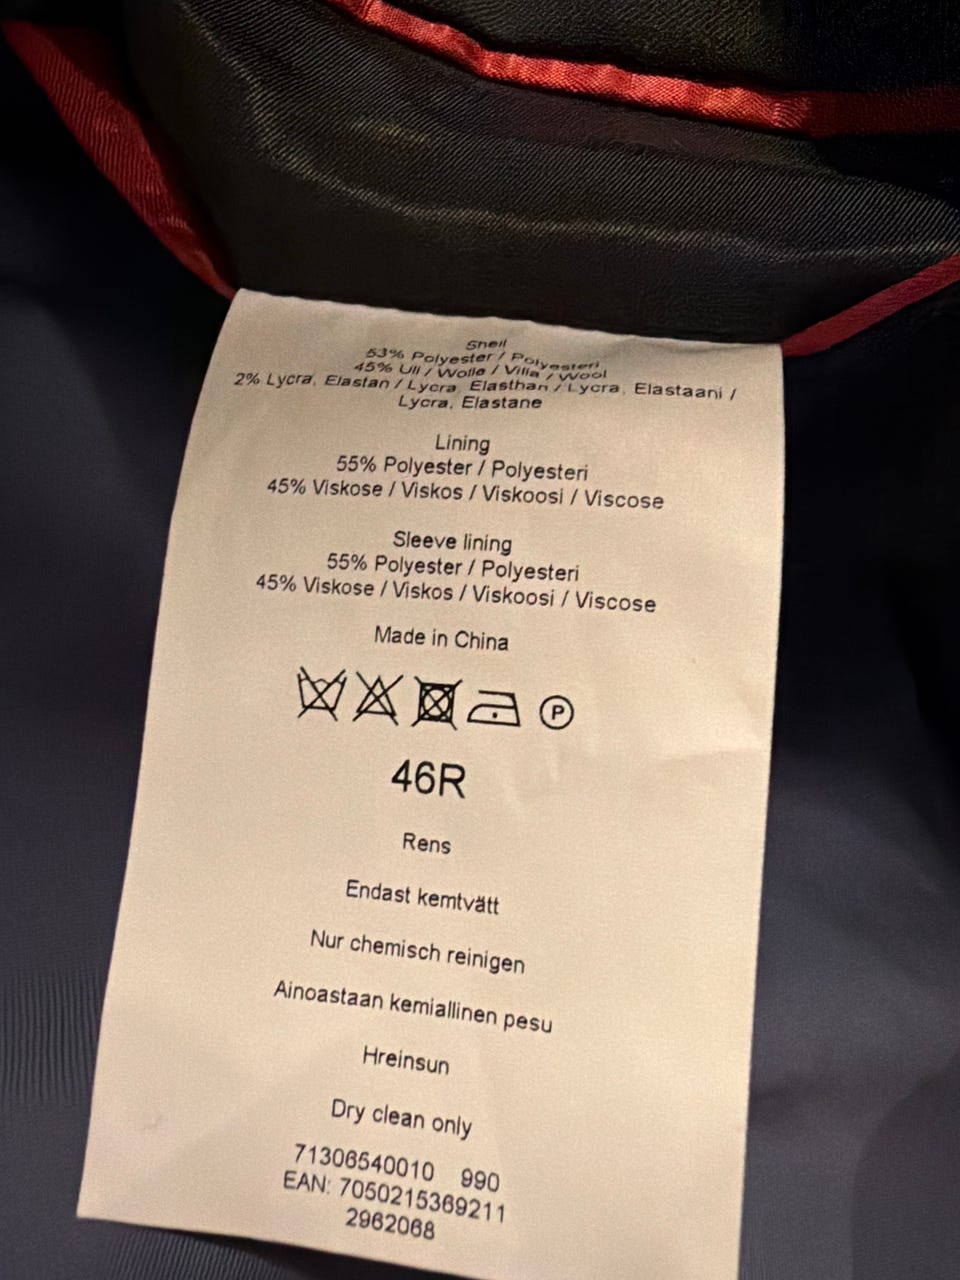 Shell
53% Polyester / Polyesteri
45% Ull / Wolle / Villa / Wool
2% Lycra, Elastan / Lycra, Elasthan / Lycra, Elastaani /
Lycra, Elastane
Lining
55% Polyester / Polyesteri
45% Viskose / Viskos / Viskoosi / Viscose
Sleeve lining
55% Polyester / Polyesteri
45% Viskose / Viskos / Viskoosi / Viscose
Made in China
P
46R
Rens
Endast kemtvätt
Nur chemisch reinigen
Ainoastaan kemiallinen pesu
Hreinsun
Dry clean only
71306540010 990
EAN: 7050215369211
2962068